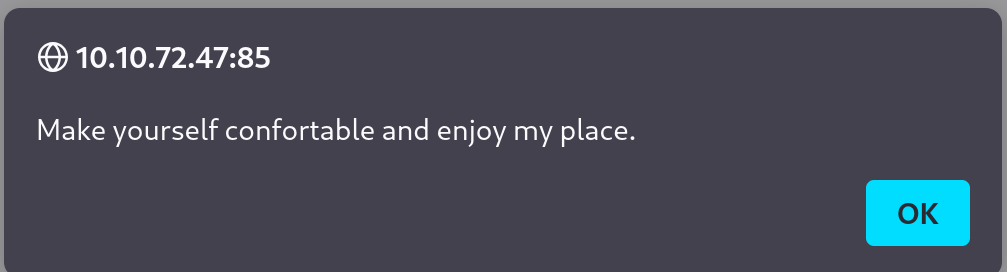 10.10.72.47:85
Make yourself confortable and enjoy my place.
OK